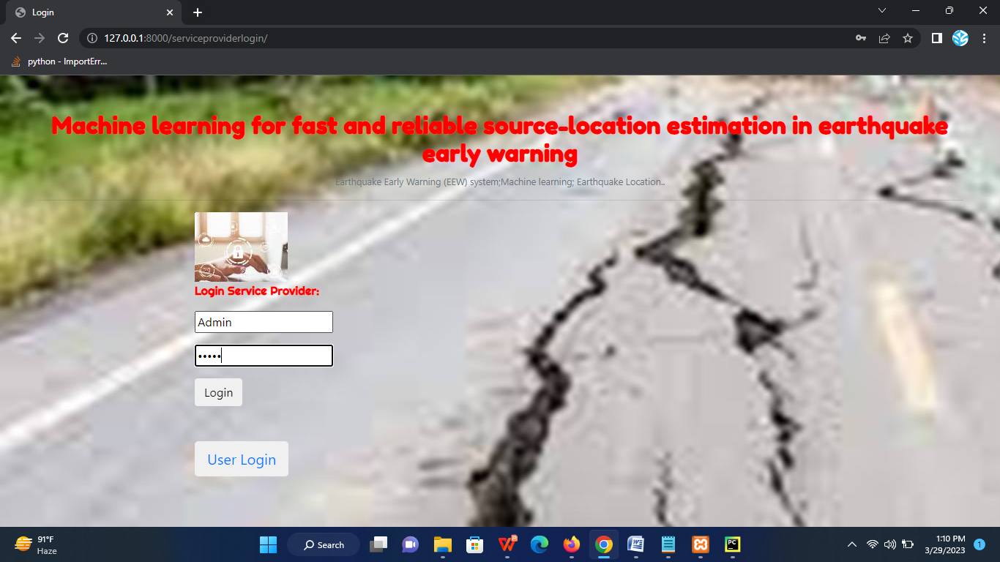 Login
127.0.0.1:8000/serviceproviderlogin/
python - ImportErr...
Machine learning for fast and reliable source-location estimation in earthquake
early warning
Earthquake Early Warning (EEW) system;Machine learning; Earthquake Location..
Login Service Provider:
Admin
•••••
Login
User Login
91°F
Haze
Search
1:10 PM
3/29/2023
1